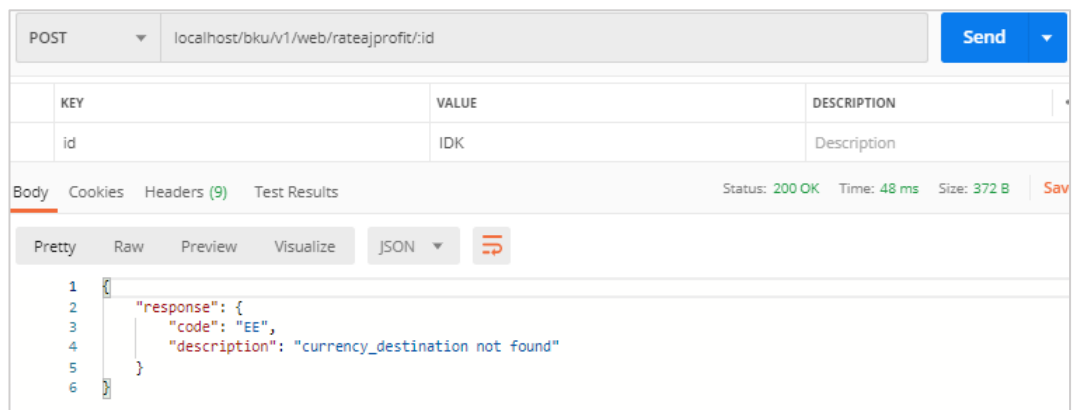 POST localhost/bku/v1/web/rateajprofit/:id Send
KEY VALUE DESCRIPTION
id IDK Description
Body Cookies Headers (9) Test Results Status: 200 OK Time: 48 ms Size: 372 B Sav
Pretty Raw Preview Visualize JSON
1 {
2 "response": {
3 "code": "EE",
4 "description": "currency_destination not found"
5 }
6 }